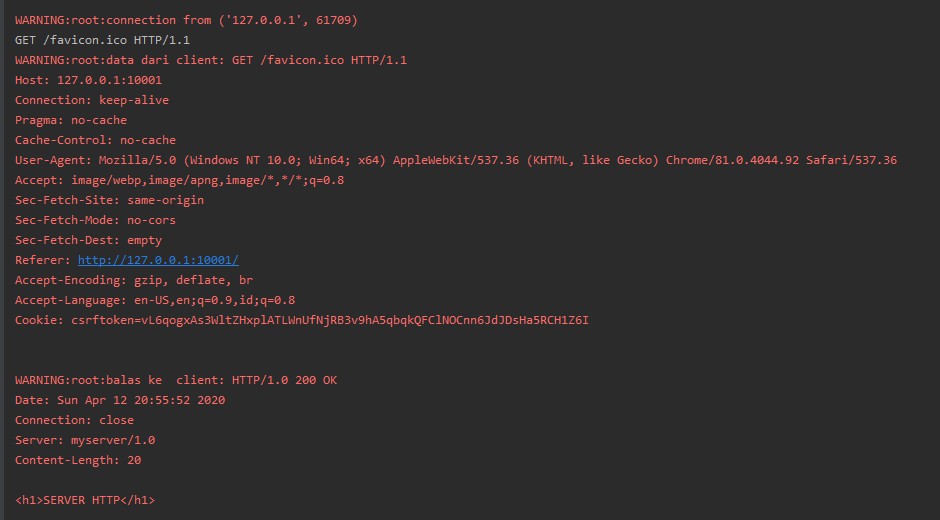 WARNING:root:connection from ('127.0.0.1', 61709)
GET /favicon.ico HTTP/1.1
WARNING:root:data dari client: GET /favicon.ico HTTP/1.1
Host: 127.0.0.1:10001
Connection: keep-alive
Pragma: no-cache
Cache-Control: no-cache
User-Agent: Mozilla/5.0 (Windows NT 10.0; Win64; x64) AppleWebKit/537.36 (KHTML, like Gecko) Chrome/81.0.4044.92 Safari/537.36
Accept: image/webp,image/apng,image/*,*/*;q=0.8
Sec-Fetch-Site: same-origin
Sec-Fetch-Mode: no-cors
Sec-Fetch-Dest: empty
Referer: http://127.0.0.1:10001/
Accept-Encoding: gzip, deflate, br
Accept-Language: en-US,en;q=0.9,id;q=0.8
Cookie: csrftoken=vL6qogxAs3WltZHxplATLWnUfNjRB3v9hA5qbqkQFClNOCnn6JdJDsHa5RCH1Z6I
WARNING:root:balas ke  client: HTTP/1.0 200 OK
Date: Sun Apr 12 20:55:52 2020
Connection: close
Server: myserver/1.0
Content-Length: 20
<h1>SERVER HTTP</h1>